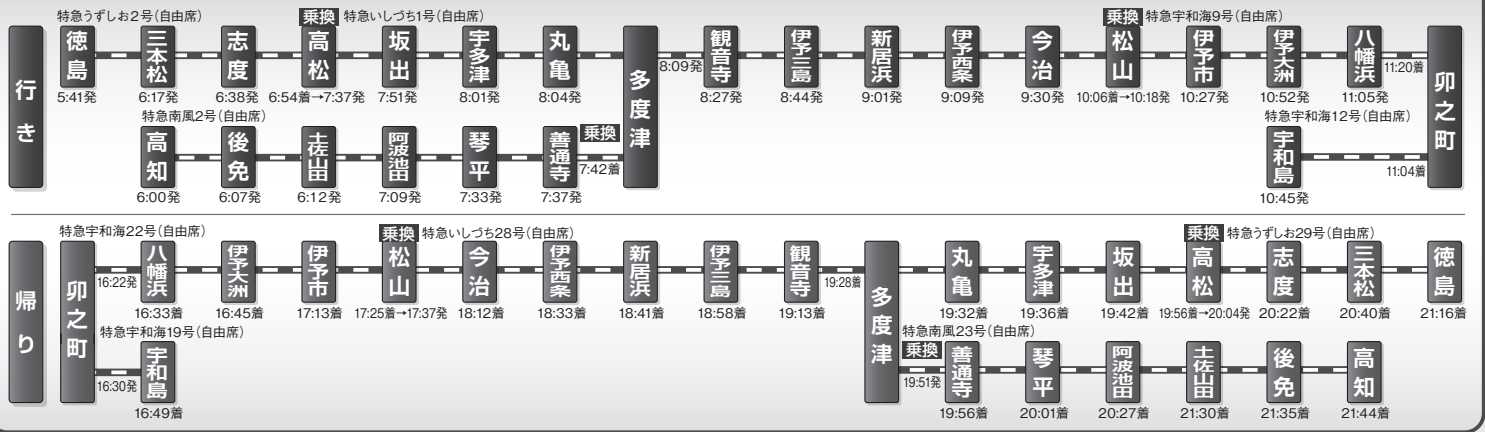 行き
特急うずしお2号（自由席）
乗換 特急いしづち1号（自由席）
乗換 特急宇和海9号（自由席）
徳島 三本松 志度 高松 坂出 宇多津 丸亀 多度津 観音寺 伊予三島 新居浜 伊予西条 今治 松山 伊予市 伊予大洲 八幡浜 卯之町
8:09発
11:20着
5:41発 6:17発 6:38発 6:54着→7:37発 7:51発 8:01発 8:04発 8:27発 8:44発 9:01発 9:09発 9:30発 10:06着→10:18発 10:27発 10:52発 11:05発
特急南風2号（自由席）
乗換
高知 後免 土佐山田 阿波池田 琴平 善通寺
7:42着
6:00発 6:07発 6:12発 7:09発 7:33発 7:37発
特急宇和海12号（自由席）
宇和島
11:04着
10:45発
帰り
特急宇和海22号（自由席）
乗換 特急いしづち28号（自由席）
乗換 特急うずしお29号（自由席）
卯之町 八幡浜 伊予大洲 伊予市 松山 今治 伊予西条 新居浜 伊予三島 観音寺 多度津 丸亀 宇多津 坂出 高松 志度 三本松 徳島
16:22発
19:28着
16:33着 16:45着 17:13着 17:25着→17:37発 18:12着 18:33着 18:41着 18:58着 19:13着 19:32着 19:36着 19:42着 19:56着→20:04発 20:22着 20:40着 21:16着
特急宇和海19号（自由席）
宇和島
16:30発
16:49着
特急南風23号（自由席）
乗換
19:51発
善通寺 琴平 阿波池田 土佐山田 後免 高知
19:56着 20:01着 20:27着 21:30着 21:35着 21:44着